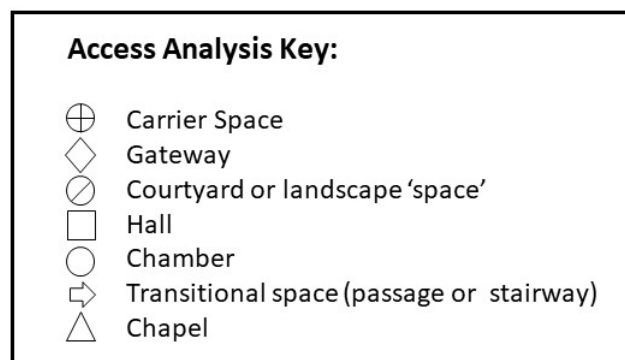 Access Analysis Key:
Carrier Space
Gateway
Courtyard or landscape ‘space’
Hall
Chamber
Transitional space (passage or stairway)
Chapel